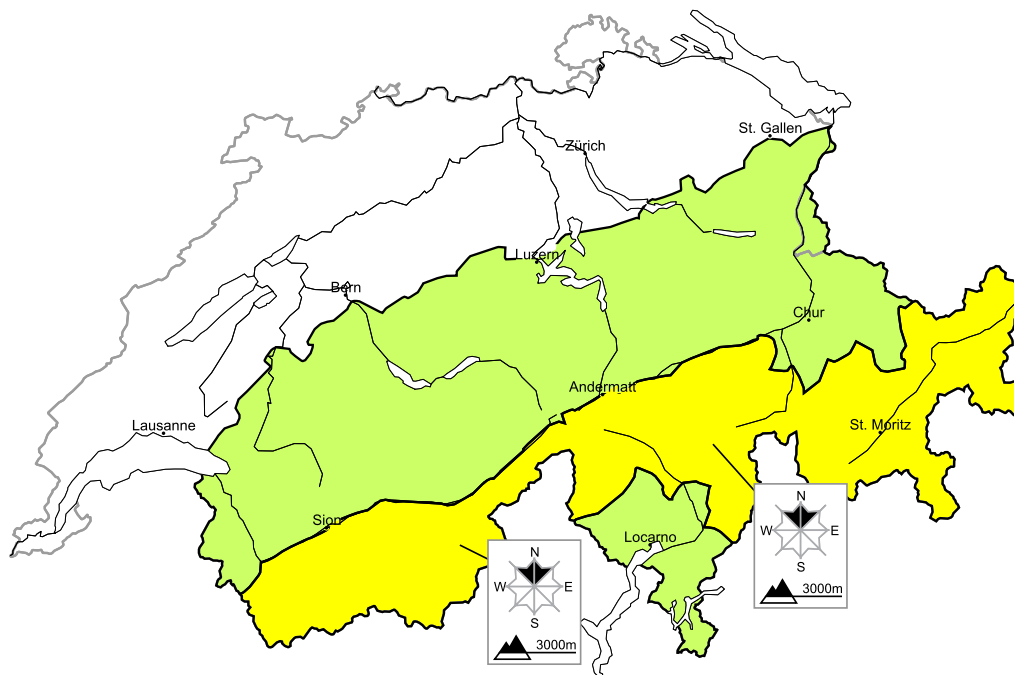 St. Gallen
Zürich
Luzern
Bern
Chur
Andermatt
Lausanne
St. Moritz
Sion
Locarno
N
W E
S
3000m
N
W E
S
3000m